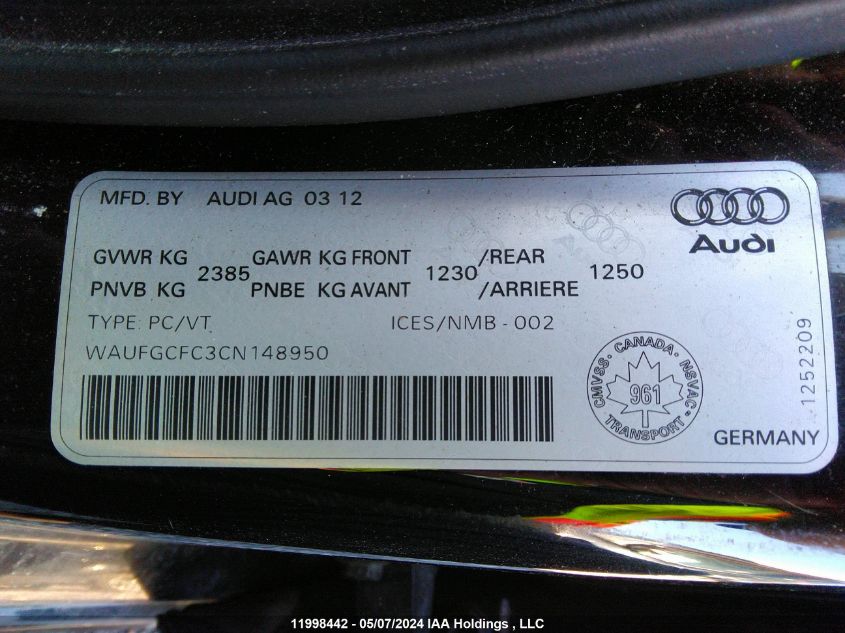 MFD. BY AUDI AG 03 12
Audi
GVWR KG 2385 GAWR KG FRONT 1230 /REAR 1250
PNVB KG PNBE KG AVANT /ARRIERE
TYPE: PC/VT ICES/NMB - 002
WAUFGCFC3CN148950
CMVSS - CANADA - NSVAC
961
TRANSPORT
1252209
GERMANY
11998442 - 05/07/2024 IAA Holdings , LLC